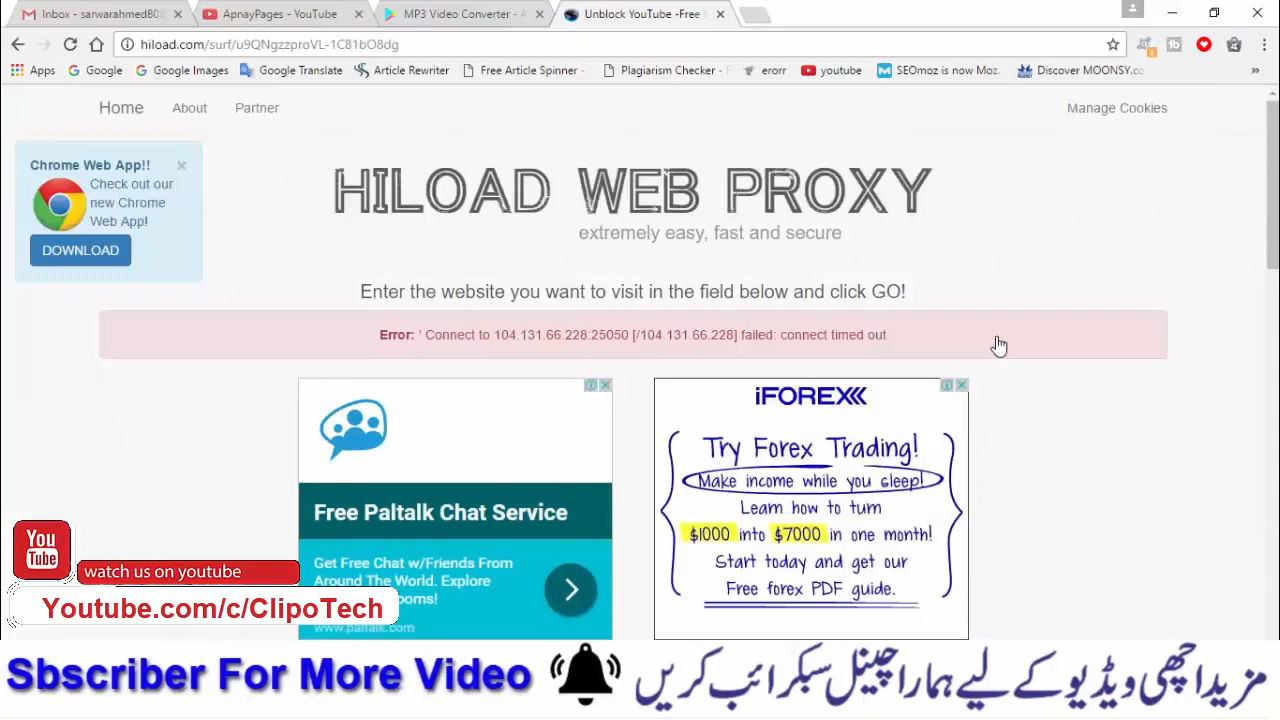 Inbox - sarwarahmed80
ApnayPages - YouTube
MP3 Video Converter - A
Unblock YouTube -Free
hiload.com/surf/u9QNgzzproVL-1C81bO8dg
Apps
Google
Google Images
Google Translate
Article Rewriter
Free Article Spinner -
Plagiarism Checker -
erorr
youtube
SEOmoz is now Moz
Discover MOONSY.co
Home
About
Partner
Manage Cookies
Chrome Web App!!
Check out our
new Chrome
Web App!
DOWNLOAD
HILOAD WEB PROXY
extremely easy, fast and secure
Enter the website you want to visit in the field below and click GO!
Error: ' Connect to 104.131.66.228:25050 [/104.131.66.228] failed: connect timed out
Free Paltalk Chat Service
Get Free Chat w/Friends From
Around The World. Explore
ooms!
www.paltalk.com
iFOREX
Try Forex Trading!
Make income while you sleep!
Learn how to turn
$1000 into $7000 in one month!
Start today and get our
Free forex PDF guide.
You
Tube
watch us on youtube
Youtube.com/c/ClipoTech
Sbscriber For More Video
مزید اچھی ویڈیو کے لیے ہمارا چینل سبکرائب کریں